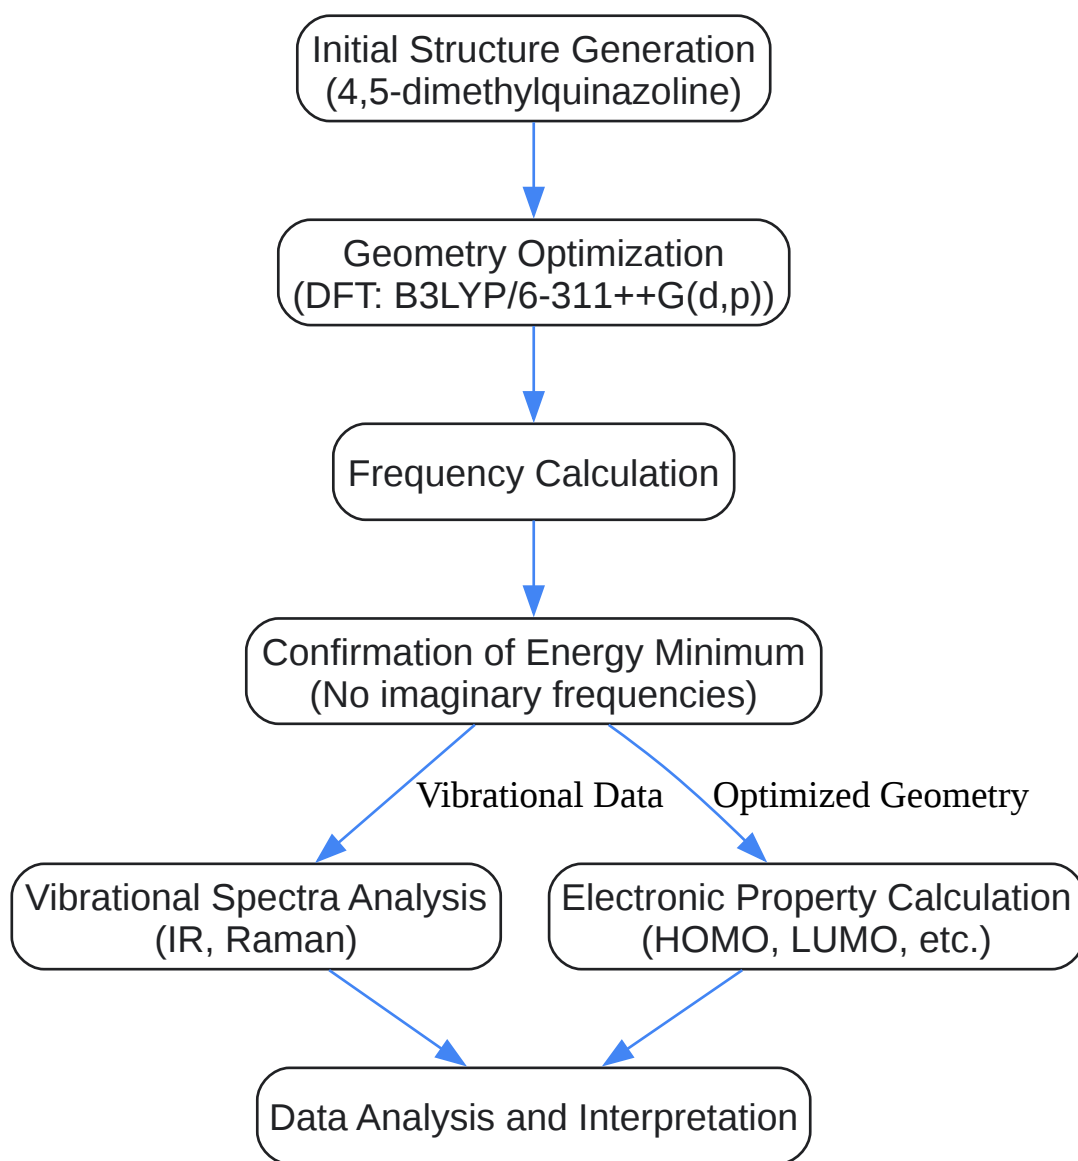 Initial Structure Generation
(4,5-dimethylquinazoline)
Geometry Optimization
(DFT: B3LYP/6-311++G(d,p))
Frequency Calculation
Confirmation of Energy Minimum
(No imaginary frequencies)
Vibrational Data
Optimized Geometry
Vibrational Spectra Analysis
(IR, Raman)
Electronic Property Calculation
(HOMO, LUMO, etc.)
Data Analysis and Interpretation